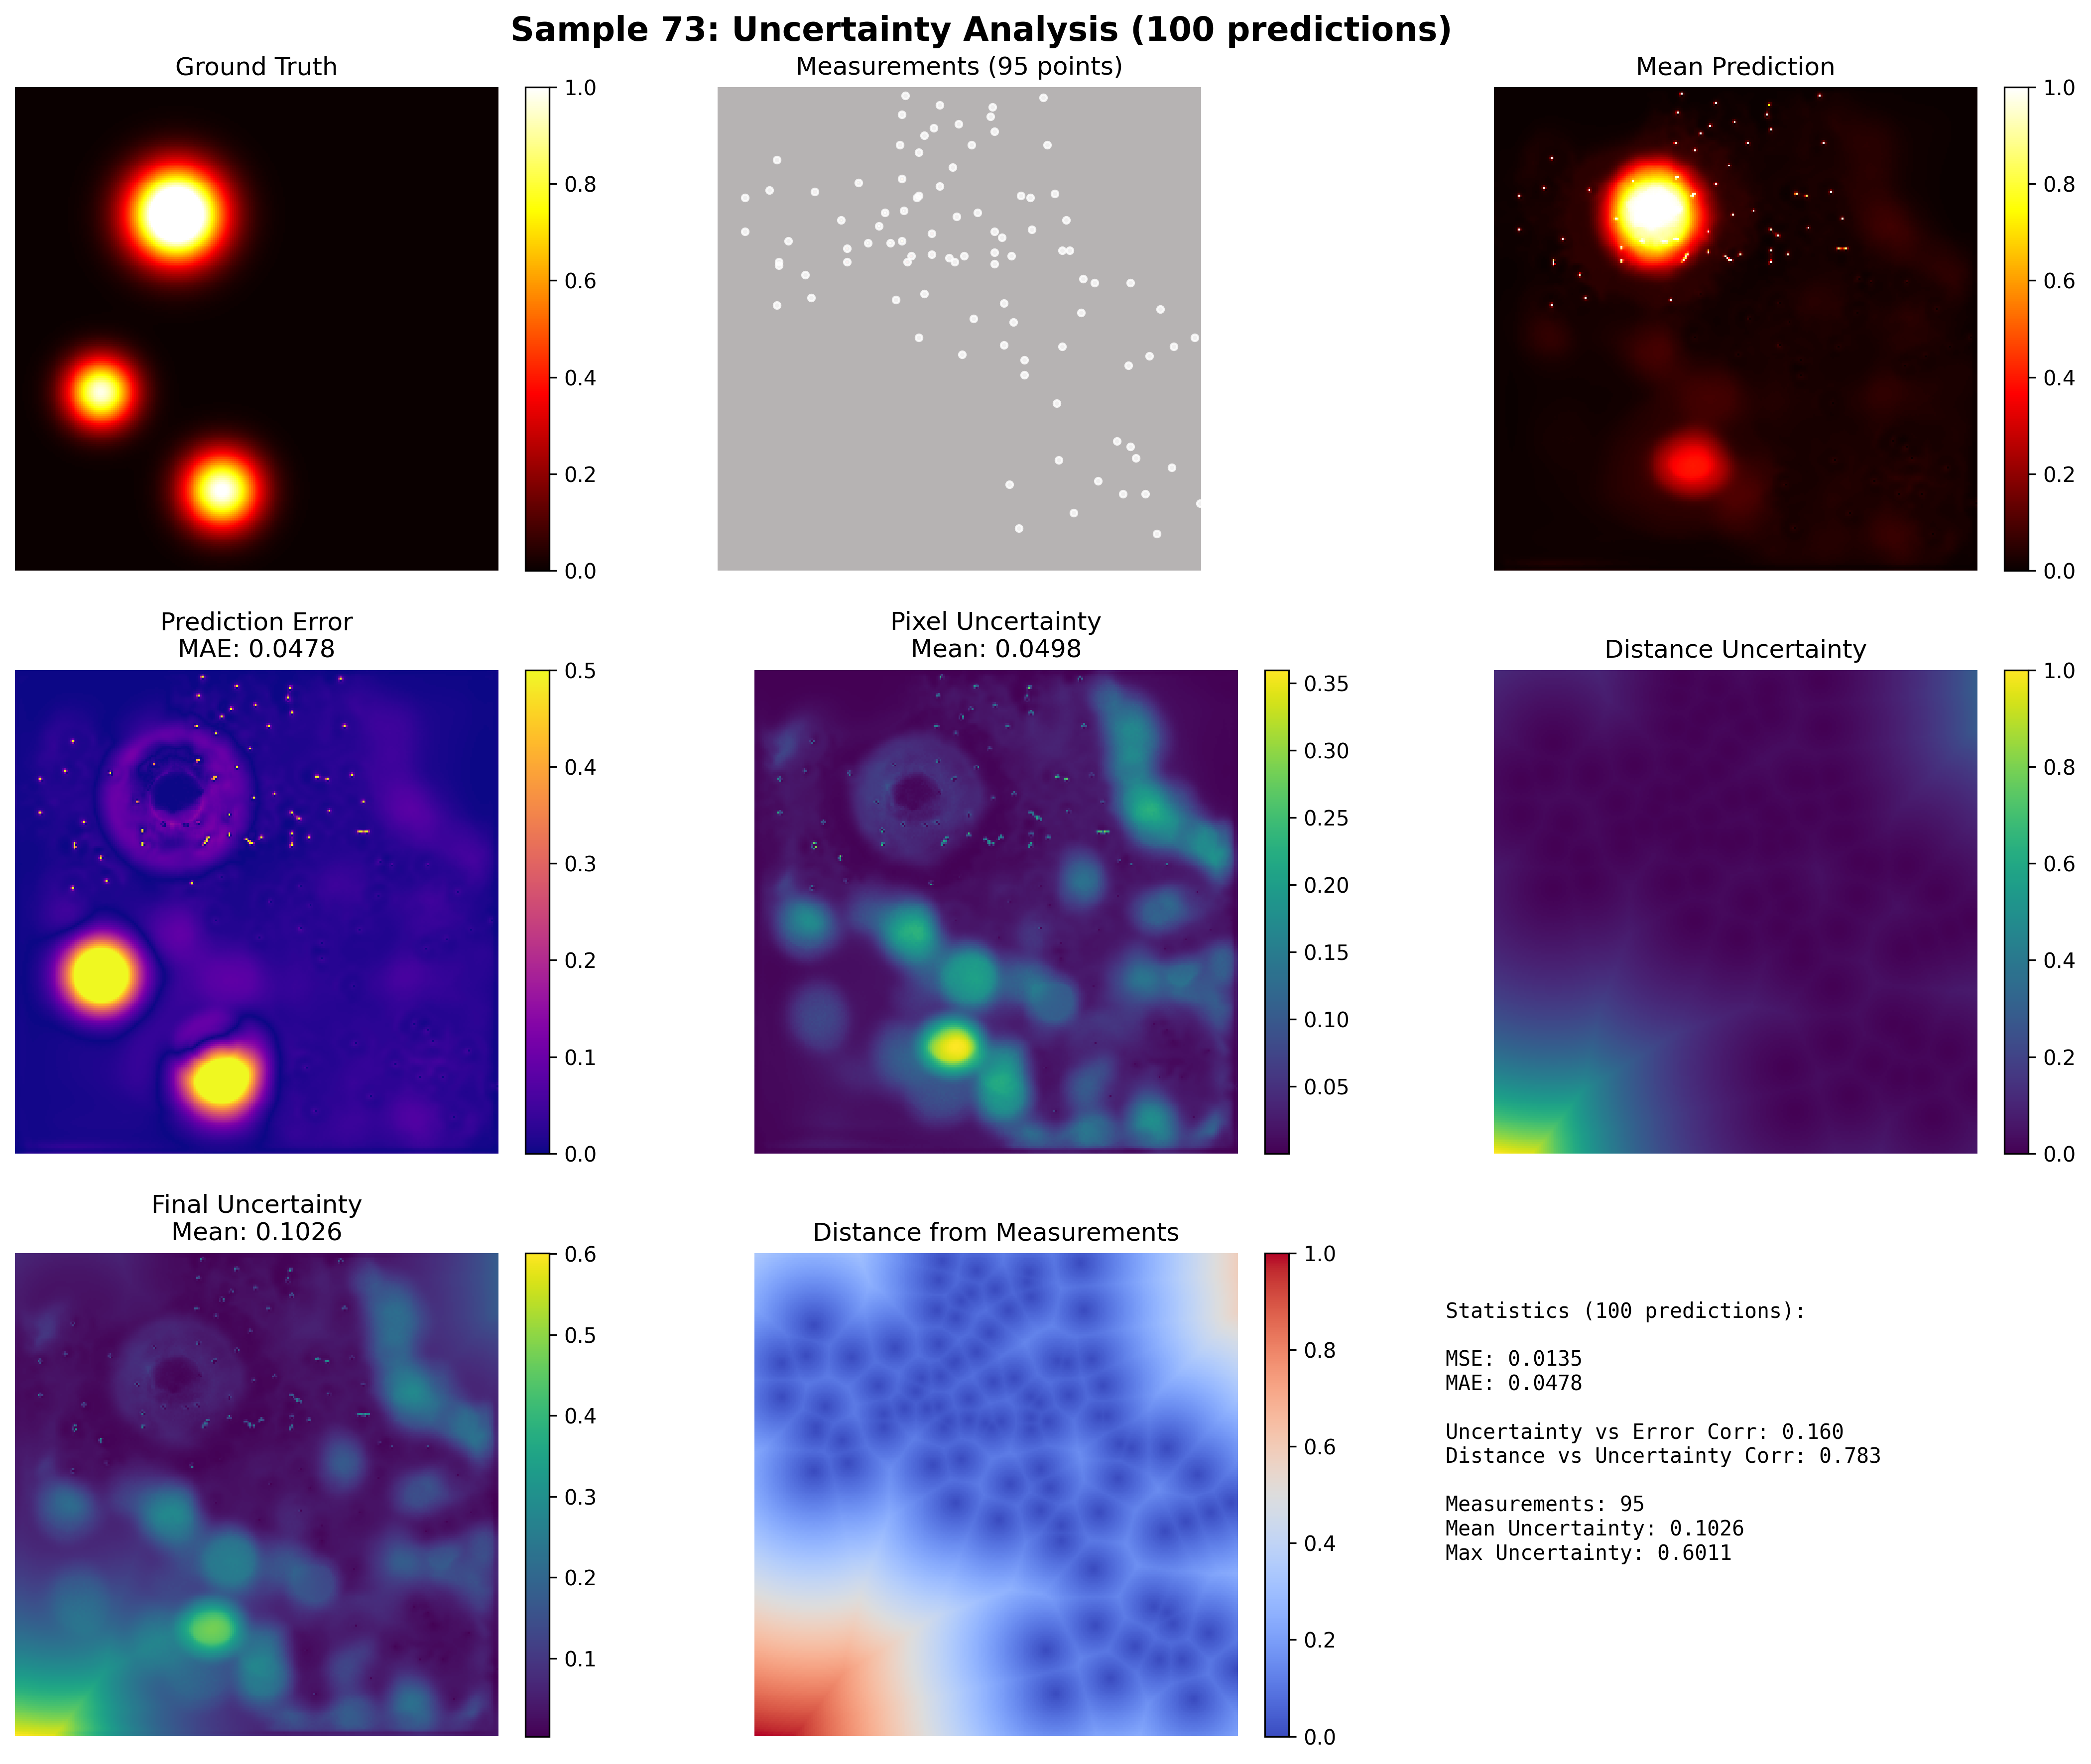 Sample 73: Uncertainty Analysis (100 predictions)
Ground Truth
1.0
0.8
0.6
0.4
0.2
0.0
Measurements (95 points)
Mean Prediction
1.0
0.8
0.6
0.4
0.2
0.0
Prediction Error
MAE: 0.0478
0.5
0.4
0.3
0.2
0.1
0.0
Pixel Uncertainty
Mean: 0.0498
0.35
0.30
0.25
0.20
0.15
0.10
0.05
Distance Uncertainty
1.0
0.8
0.6
0.4
0.2
0.0
Final Uncertainty
Mean: 0.1026
0.6
0.5
0.4
0.3
0.2
0.1
Distance from Measurements
1.0
0.8
0.6
0.4
0.2
0.0
Statistics (100 predictions):
MSE: 0.0135
MAE: 0.0478
Uncertainty vs Error Corr: 0.160
Distance vs Uncertainty Corr: 0.783
Measurements: 95
Mean Uncertainty: 0.1026
Max Uncertainty: 0.6011